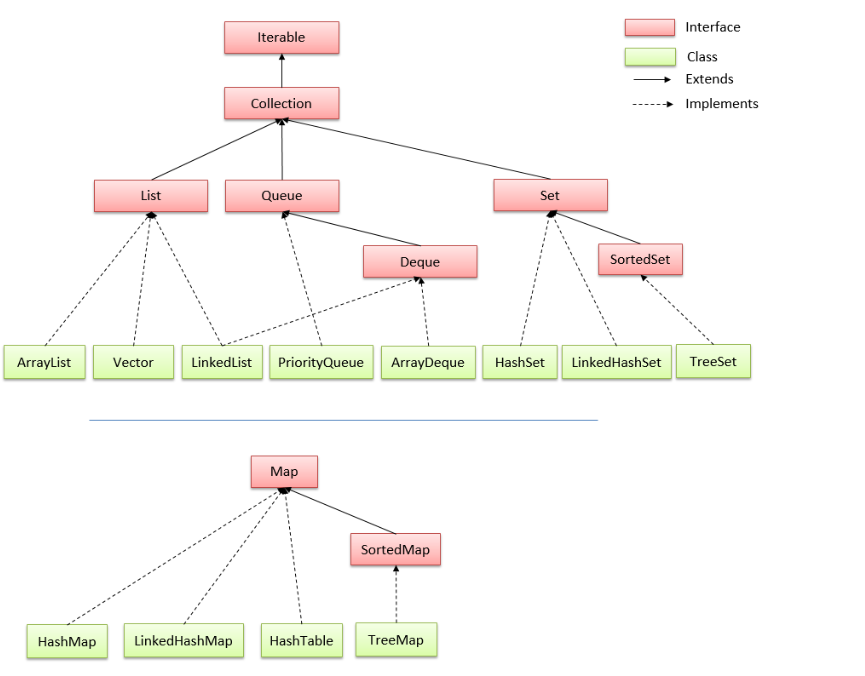 Iterable
Interface
Class
Extends
Collection
Implements
List
Queue
Set
Deque
SortedSet
ArrayList
Vector
LinkedList
PriorityQueue
ArrayDeque
HashSet
LinkedHashSet
TreeSet
Map
SortedMap
HashMap
LinkedHashMap
HashTable
TreeMap